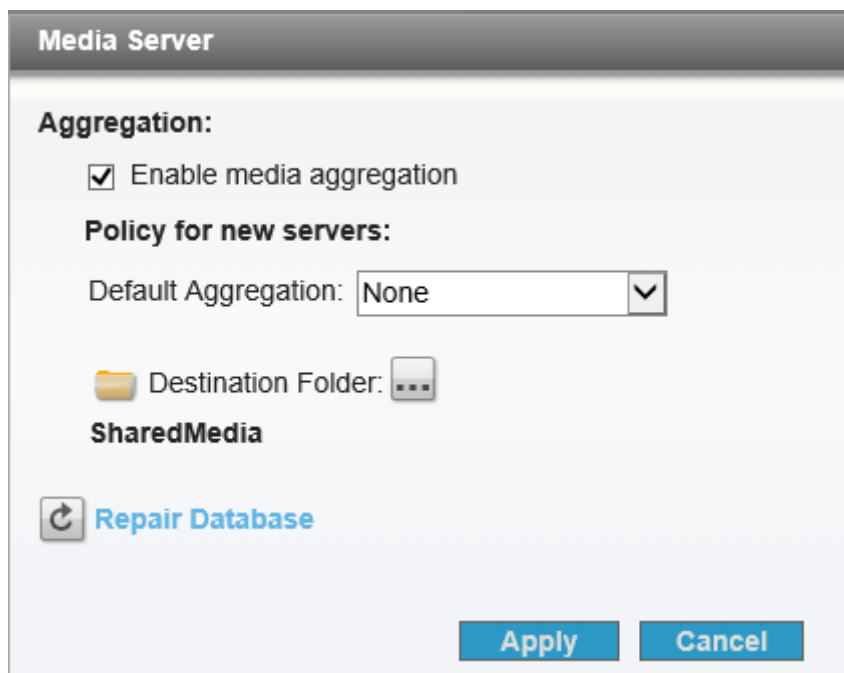 Media Server
Aggregation:
Enable media aggregation
Policy for new servers:
Default Aggregation: None
Destination Folder: ...
SharedMedia
Repair Database
Apply Cancel